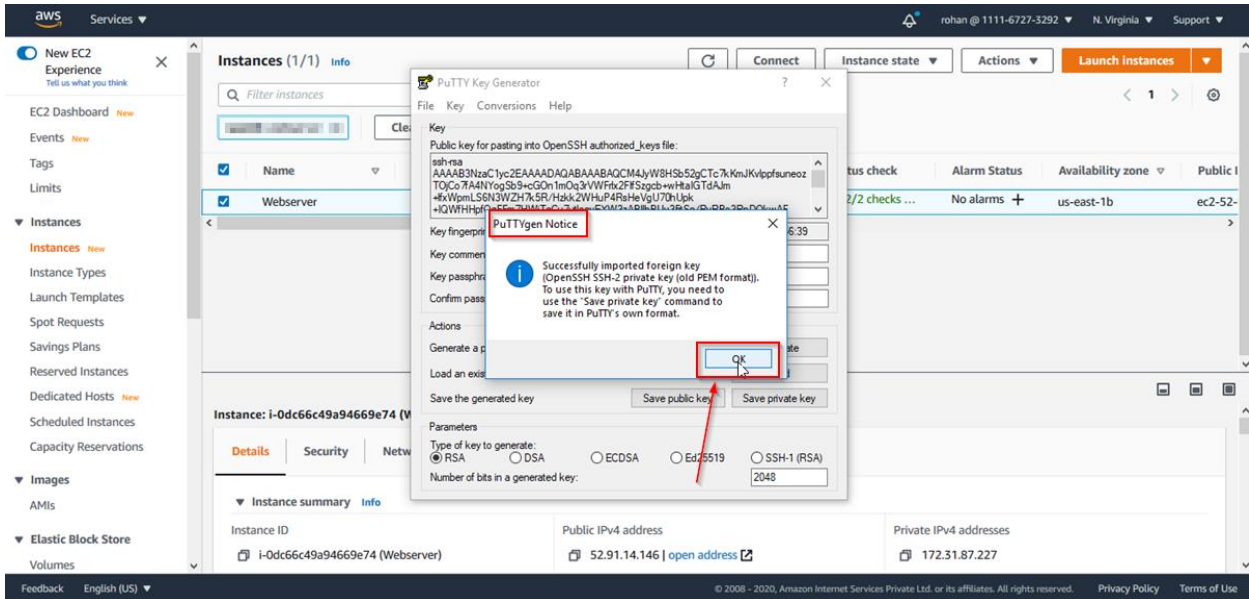 aws Services ▼ rohan @ 1111-6727-3292 ▼ N. Virginia ▼ Support ▼
New EC2
Experience
Tell us what you think
EC2 Dashboard New
Events New
Tags
Limits
▼ Instances
Instances New
Instance Types
Launch Templates
Spot Requests
Savings Plans
Reserved Instances
Dedicated Hosts New
Scheduled Instances
Capacity Reservations
▼ Images
AMIs
▼ Elastic Block Store
Volumes
Instances (1/1) Info
Connect Instance state ▼ Actions ▼ Launch instances ▼
Filter instances
< 1 >
Name
tus check Alarm Status Availability zone ▼ Public I
Webserver
2/2 checks ... No alarms + us-east-1b ec2-52-
PuTTY Key Generator ? ×
File Key Conversions Help
Key
Public key for pasting into OpenSSH authorized_keys file:
ssh-rsa
Key fingerpri 6:39
Key commen
Key passphra
Confirm pass
Actions
Generate a p ate
Load an exis
Save the generated key Save public key Save private key
Parameters
Type of key to generate:
RSA DSA ECDSA Ed25519 SSH-1 (RSA)
Number of bits in a generated key: 2048
PuTTYgen Notice ×
Successfully imported foreign key
(OpenSSH SSH-2 private key (old PEM format)).
To use this key with PuTTY, you need to
use the "Save private key" command to
save it in PuTTY's own format.
OK
Instance: i-0dc66c49a94669e74 (W
Details Security Netw
▼ Instance summary Info
Instance ID Public IPv4 address Private IPv4 addresses
i-0dc66c49a94669e74 (Webserver) 52.91.14.146 | open address 172.31.87.227
Feedback English (US) ▼ © 2008 - 2020, Amazon Internet Services Private Ltd. or its affiliates. All rights reserved. Privacy Policy Terms of Use